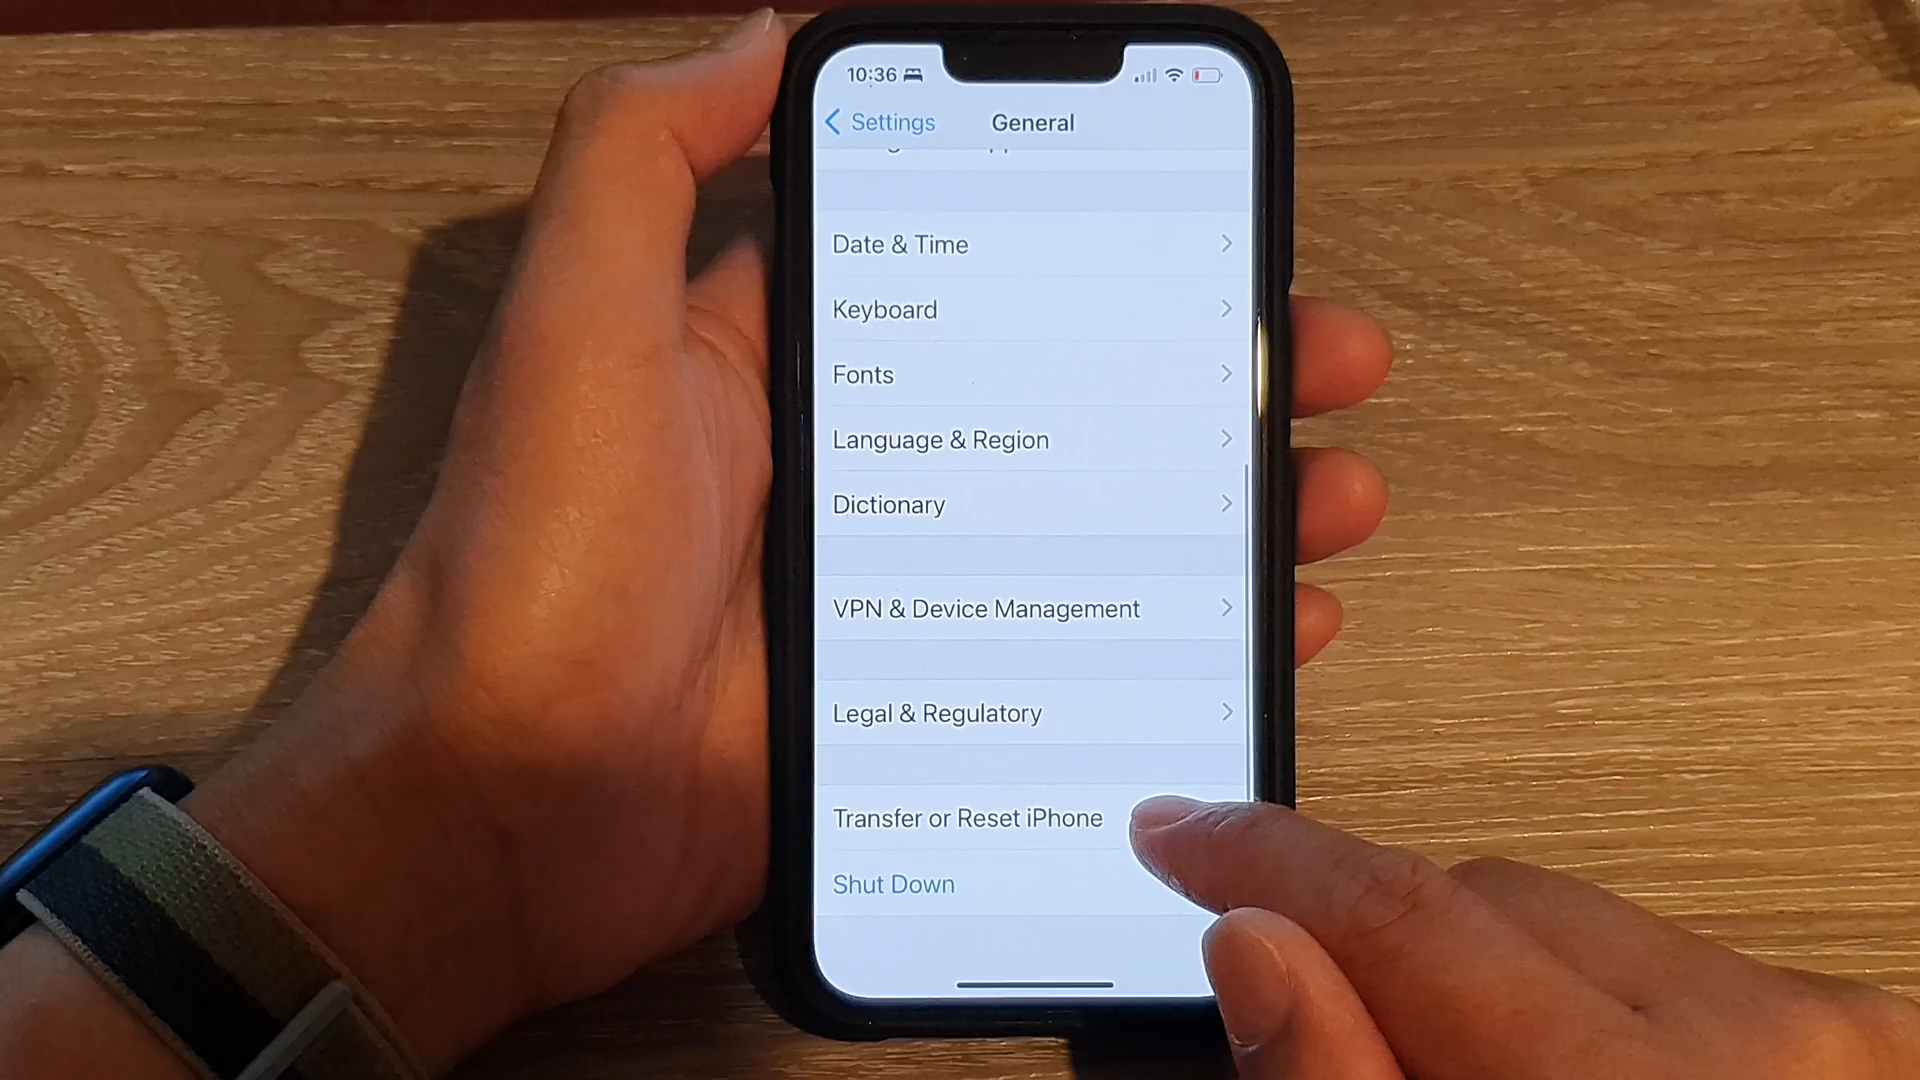 10:36
Settings
General
Date & Time
Keyboard
Fonts
Language & Region
Dictionary
VPN & Device Management
Legal & Regulatory
Transfer or Reset iPhone
Shut Down